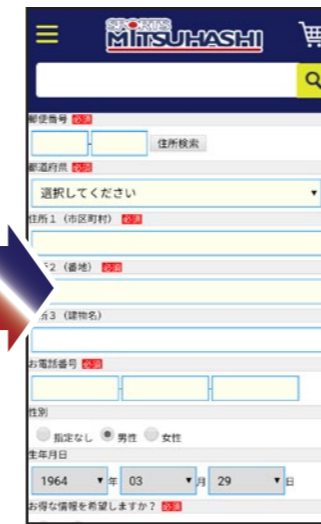 SPORTS
MITSUHASHI
郵便番号 必須
- 住所検索
都道府県 必須
選択してください
住所1（市区町村） 必須
所2（番地） 必須
所3（建物名）
お電話番号 必須
- -
性別
指定なし 男性 女性
生年月日
1964 年 03 月 29 日
お得な情報を希望しますか？ 必須